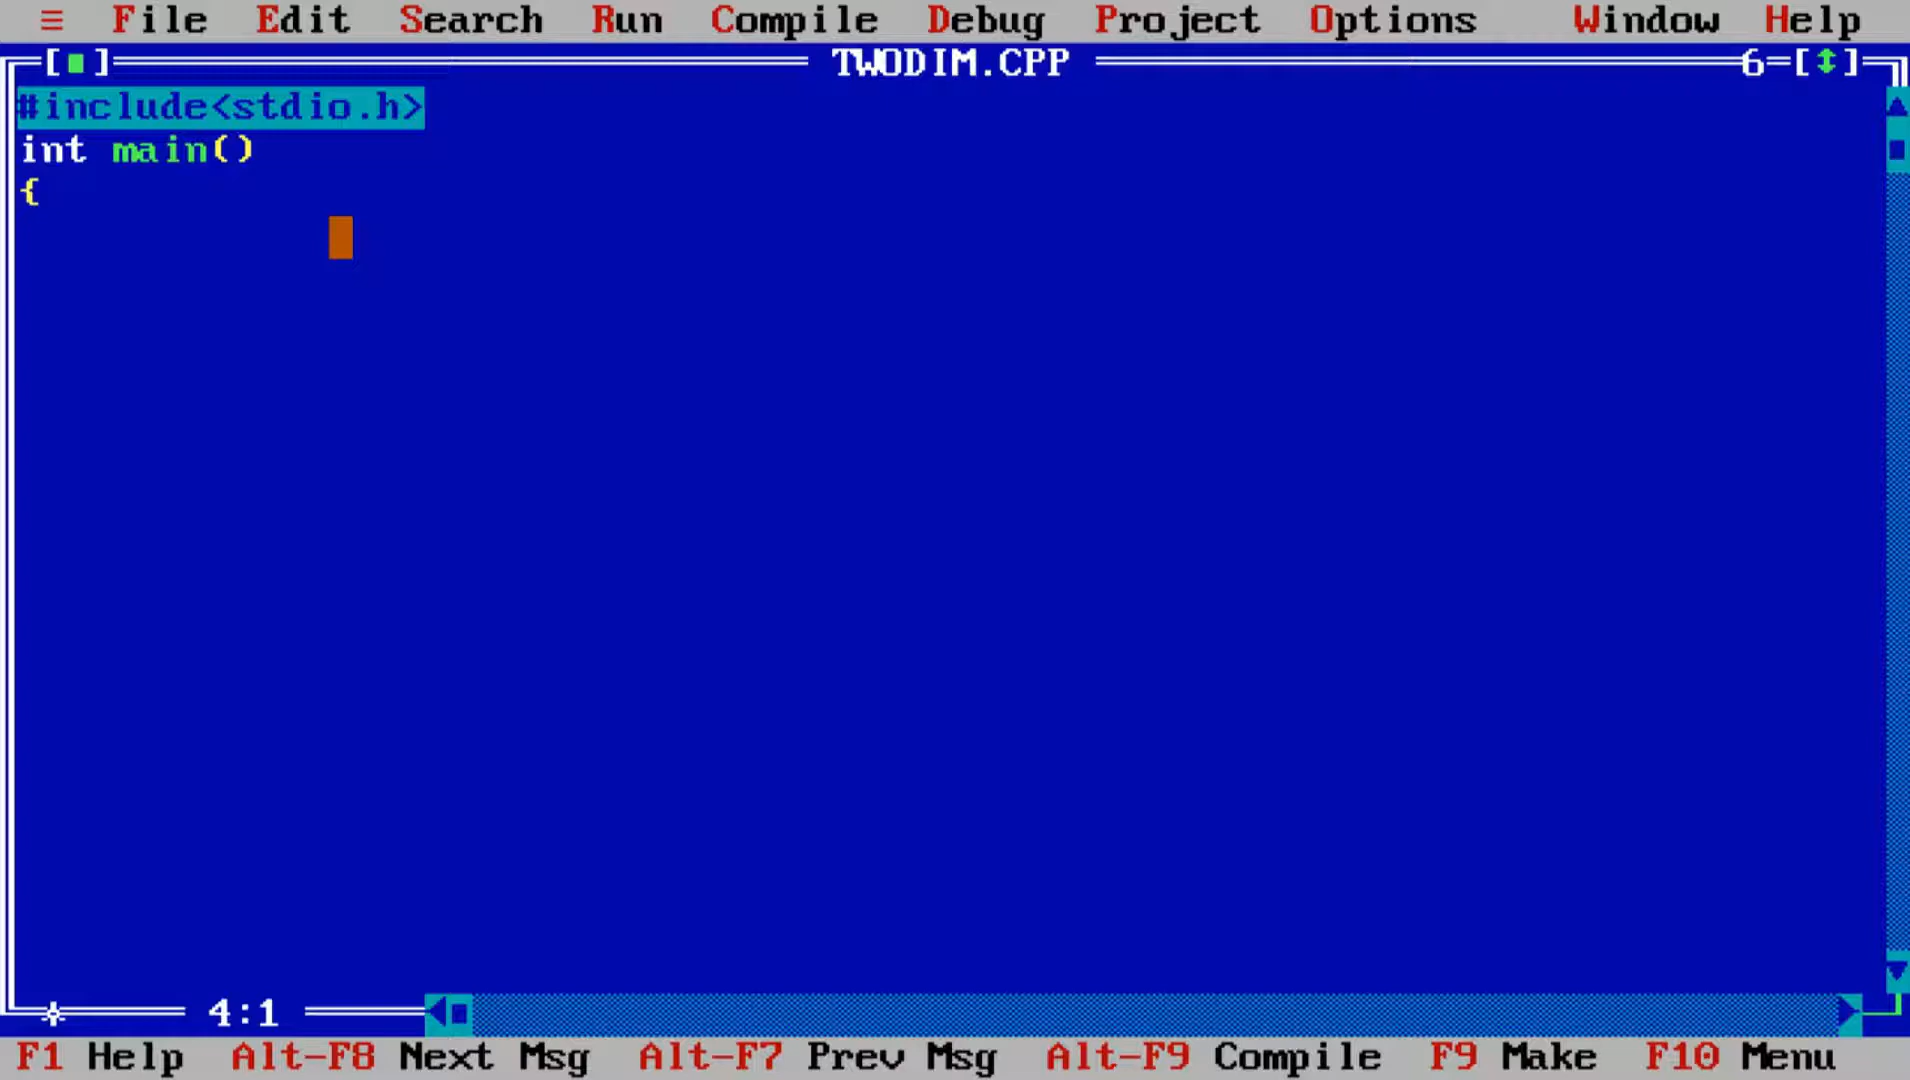 ≡ File Edit Search Run Compile Debug Project Options Window Help
[■] TWODIM.CPP 6=[↕]
#include<stdio.h>
int main()
{
4:1
F1 Help Alt-F8 Next Msg Alt-F7 Prev Msg Alt-F9 Compile F9 Make F10 Menu